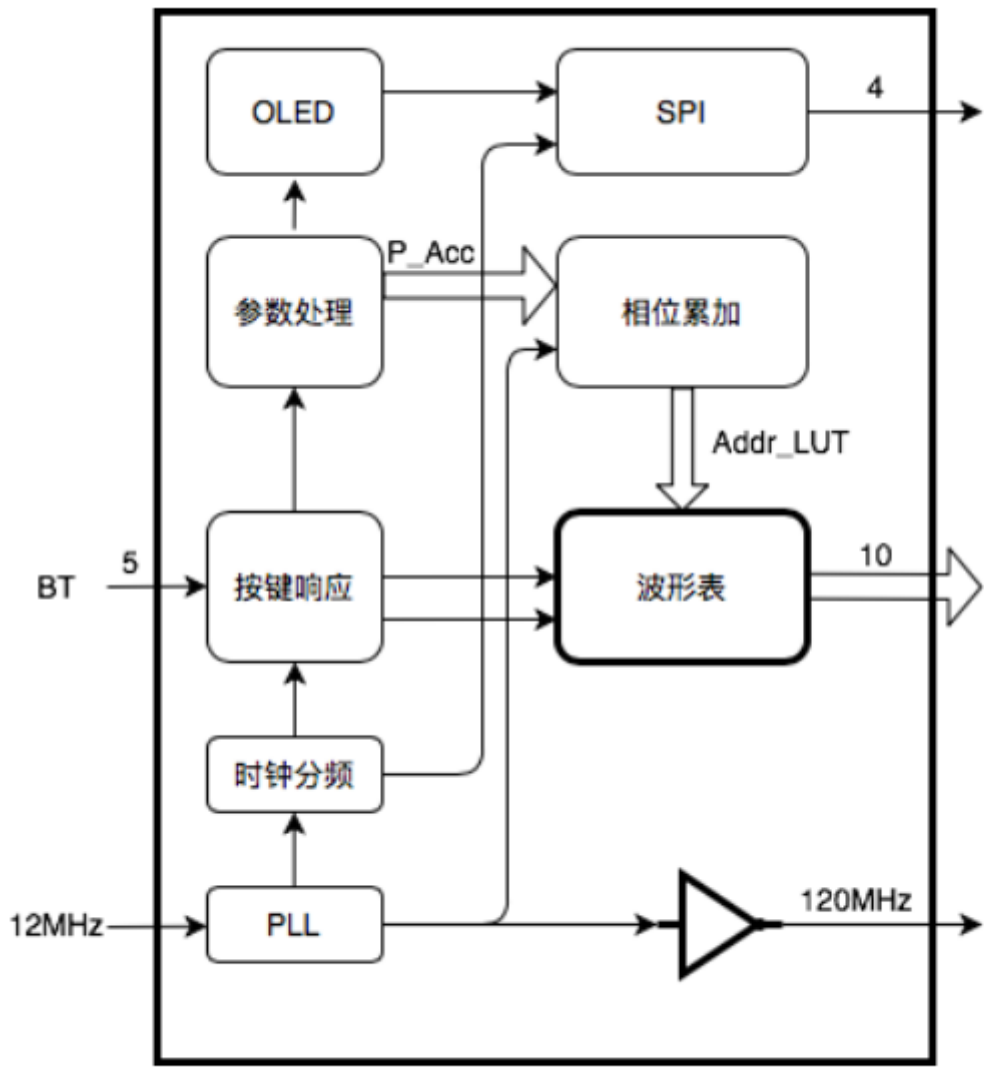 OLED
SPI
4
P_Acc
参数处理
相位累加
Addr_LUT
BT
5
按键响应
波形表
10
时钟分频
12MHz
PLL
120MHz